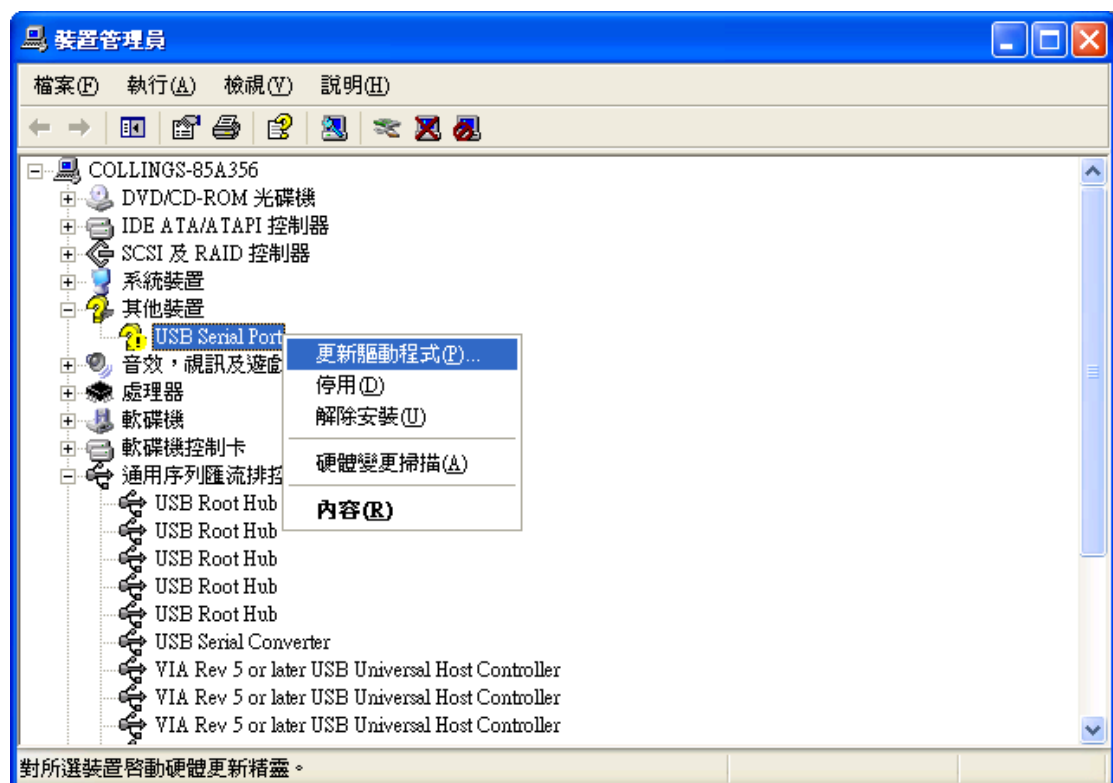 裝置管理員
檔案(F) 執行(A) 檢視(V) 說明(H)
COLLINGS-85A356
DVD/CD-ROM 光碟機
IDE ATA/ATAPI 控制器
SCSI 及 RAID 控制器
系統裝置
其他裝置
USB Serial Port
音效，視訊及遊戲
處理器
軟碟機
軟碟機控制卡
通用序列匯流排控
USB Root Hub
USB Root Hub
USB Root Hub
USB Root Hub
USB Root Hub
USB Serial Converter
VIA Rev 5 or later USB Universal Host Controller
VIA Rev 5 or later USB Universal Host Controller
VIA Rev 5 or later USB Universal Host Controller
更新驅動程式(P)...
停用(D)
解除安裝(U)
硬體變更掃描(A)
內容(R)
對所選裝置啓動硬體更新精靈。